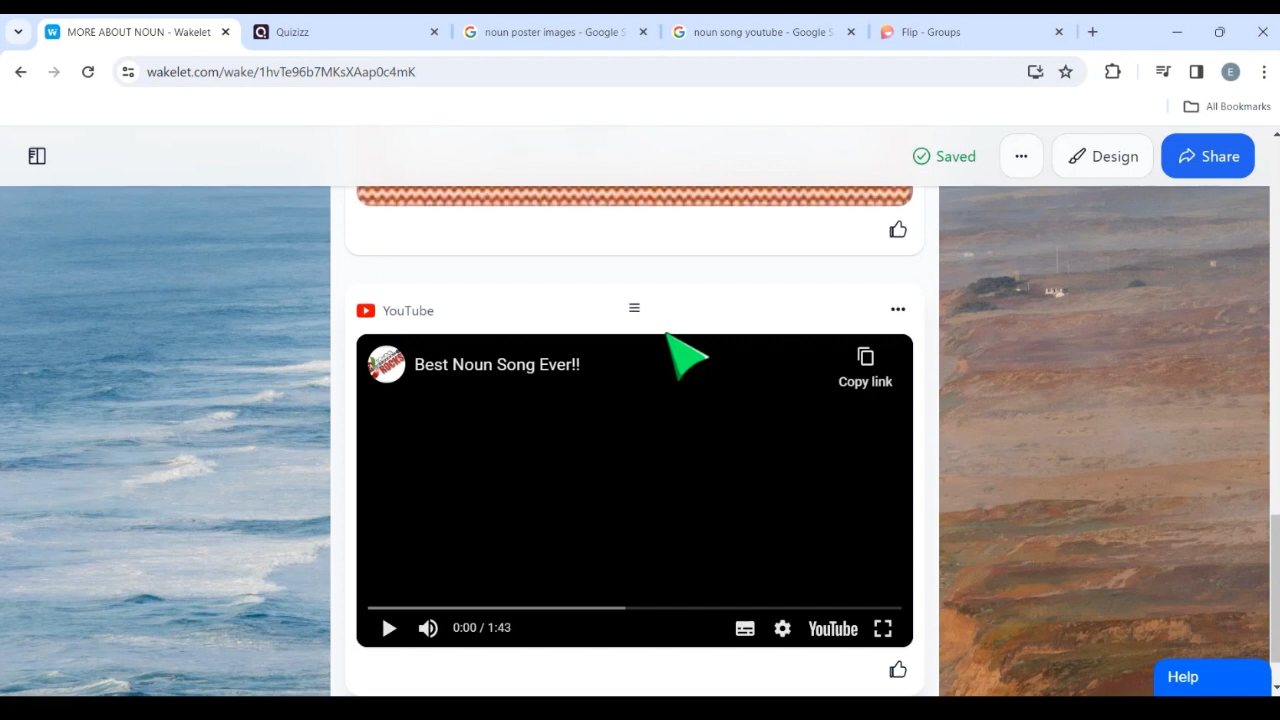 MORE ABOUT NOUN - Wakelet
Quizizz
noun poster images - Google S
noun song youtube - Google S
Flip - Groups
wakelet.com/wake/1hvTe96b7MKsXAap0c4mK
E
All Bookmarks
Saved
Design
Share
YouTube
Best Noun Song Ever!!
Copy link
0:00 / 1:43
YouTube
Help